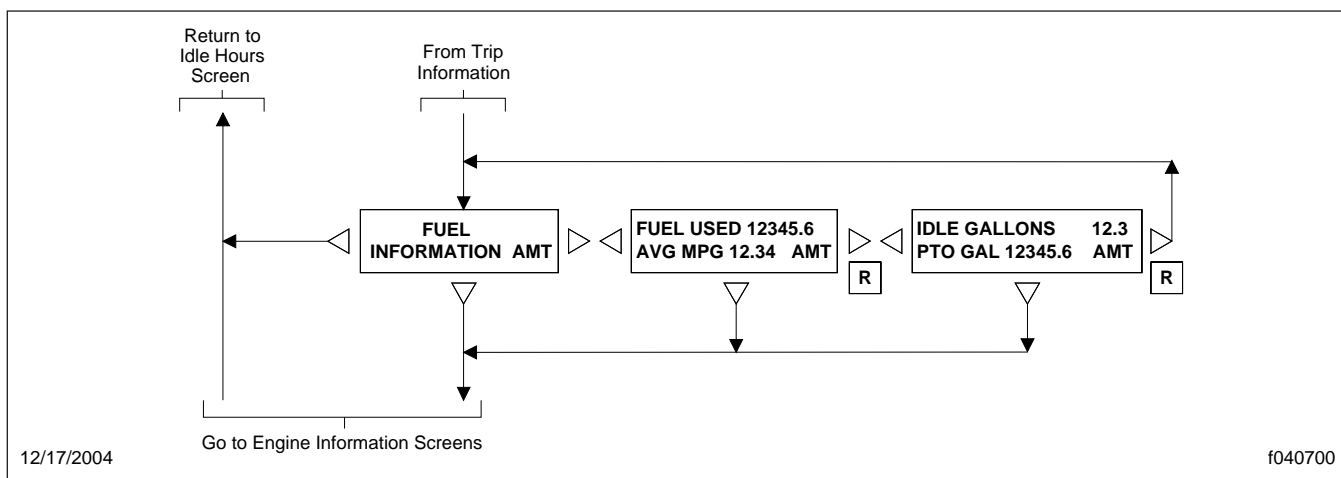 Return to
Idle Hours
Screen
From Trip
Information
FUEL
INFORMATION AMT
FUEL USED 12345.6
AVG MPG 12.34 AMT
R
IDLE GALLONS 12.3
PTO GAL 12345.6 AMT
R
Go to Engine Information Screens
12/17/2004
f040700